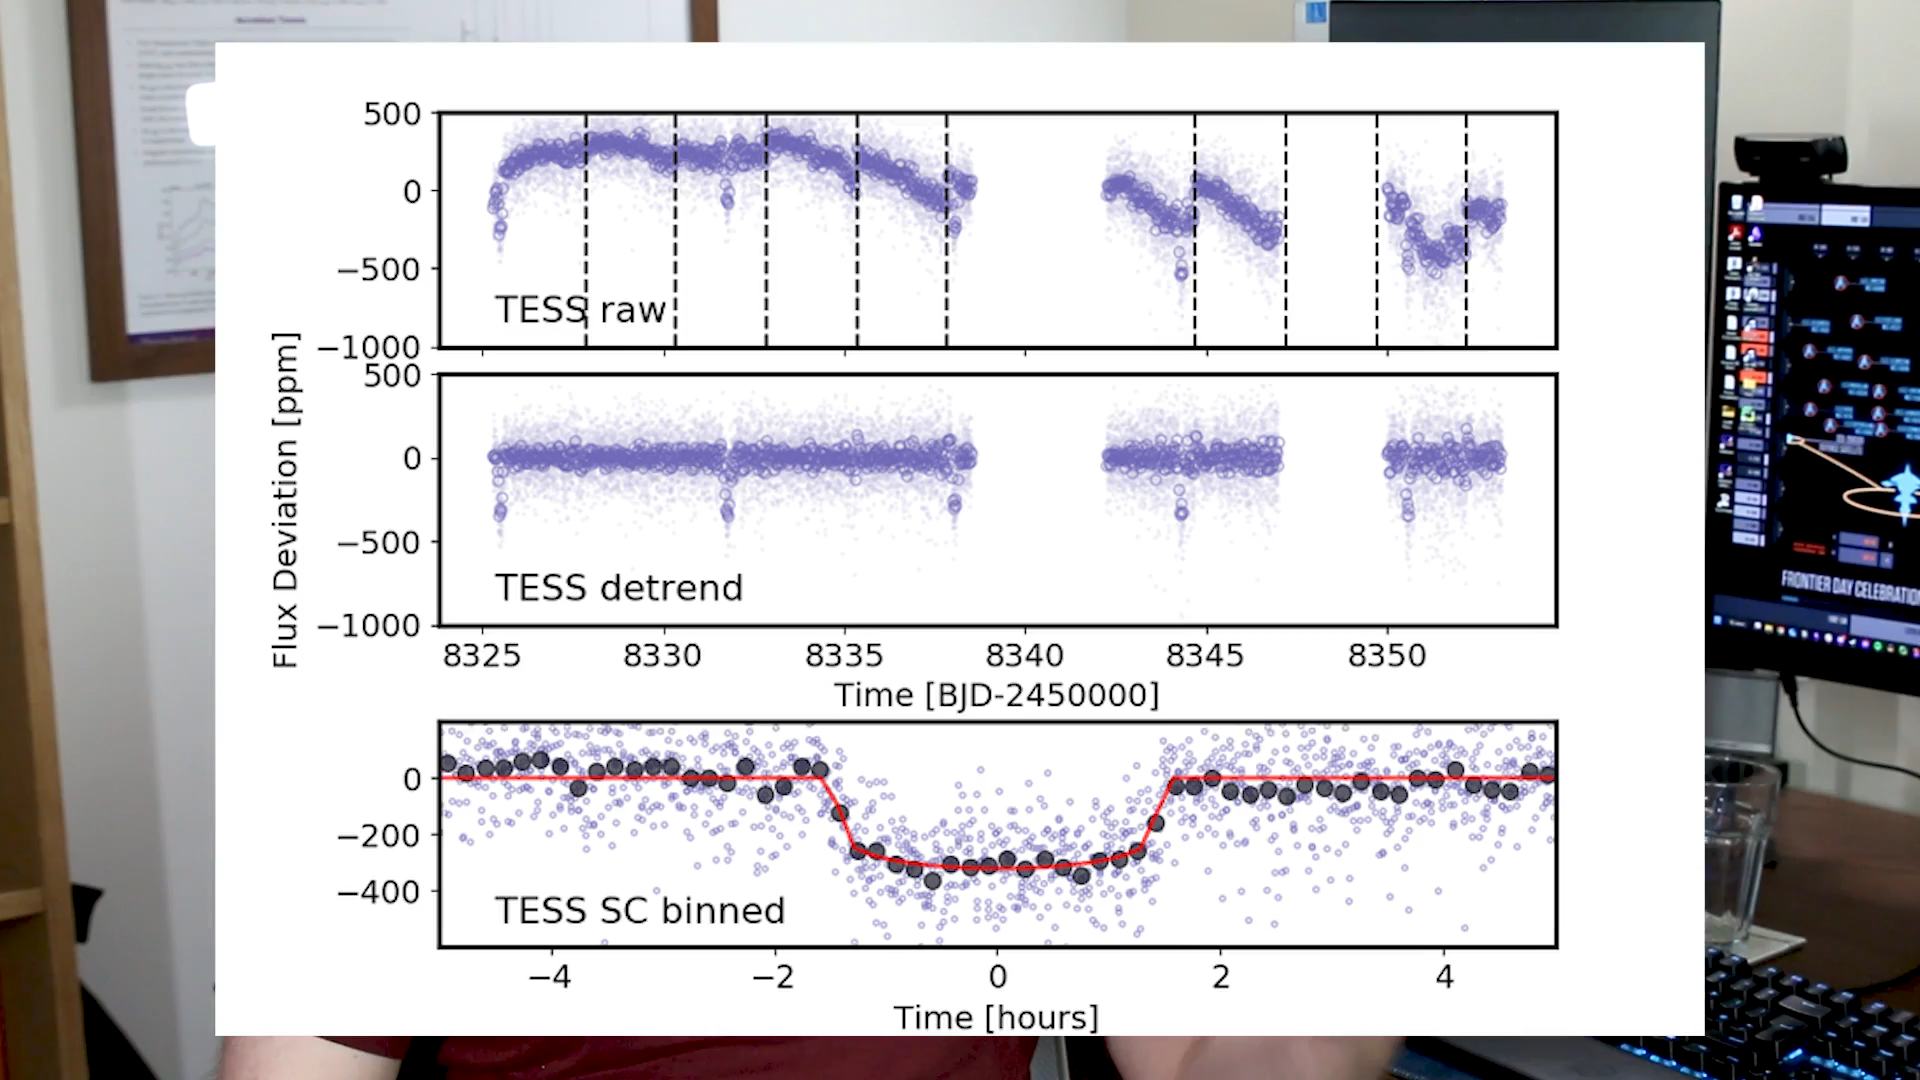 500
0
−500
−1000
TESS raw
500
0
−500
−1000
TESS detrend
Flux Deviation [ppm]
8325 8330 8335 8340 8345 8350
Time [BJD-2450000]
0
−200
−400
TESS SC binned
−4 −2 0 2 4
Time [hours]
FRONTIER DAY CELEBRATION